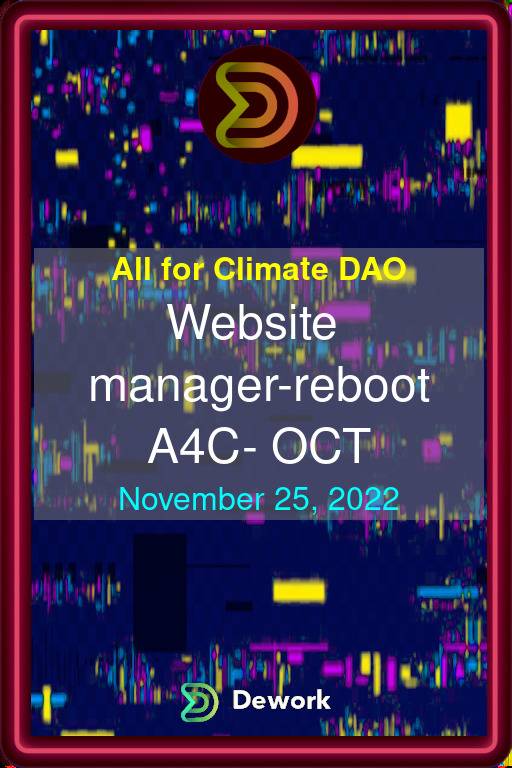 All for Climate DAO
Website
manager-reboot
A4C- OCT
November 25, 2022
Dework